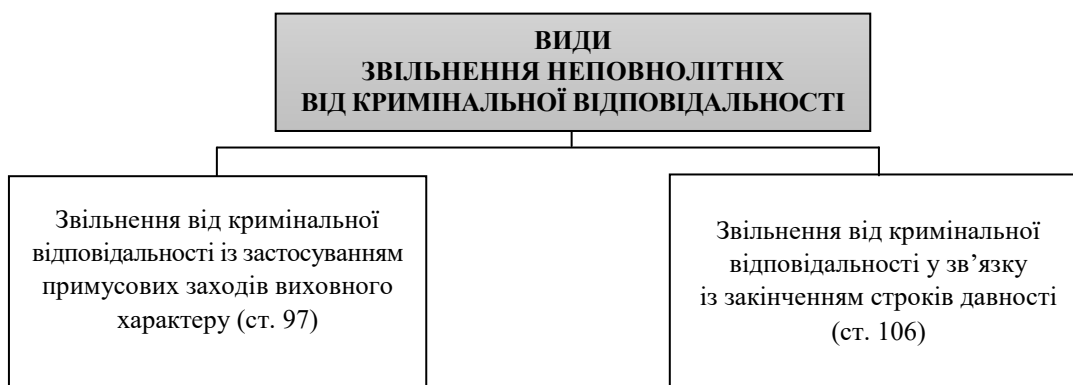 ВИДИ
ЗВІЛЬНЕННЯ НЕПОВНОЛІТНІХ
ВІД КРИМІНАЛЬНОЇ ВІДПОВІДАЛЬНОСТІ
Звільнення від кримінальної
відповідальності із застосуванням
примусових заходів виховного
характеру (ст. 97)
Звільнення від кримінальної
відповідальності у зв’язку
із закінченням строків давності
(ст. 106)